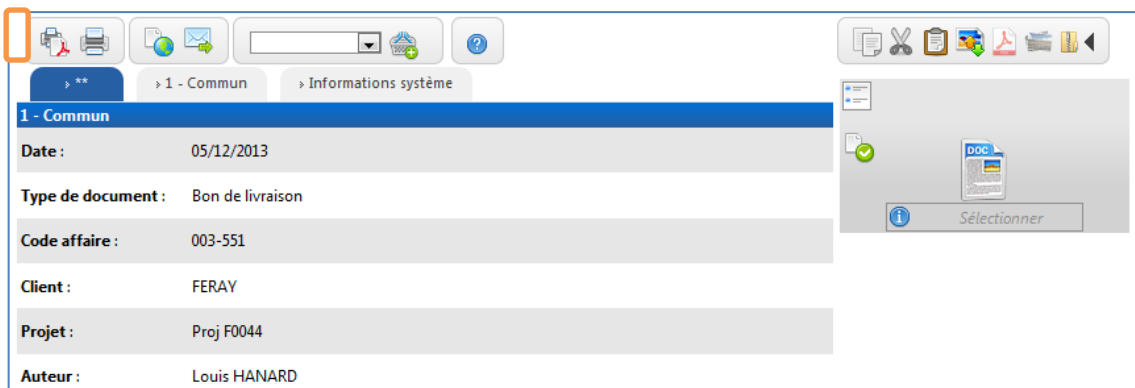 > **
> 1 - Commun
> Informations système
1 - Commun
Date : 05/12/2013
Type de document : Bon de livraison
Code affaire : 003-551
Client : FERAY
Projet : Proj F0044
Auteur : Louis HANARD
DOC
Sélectionner